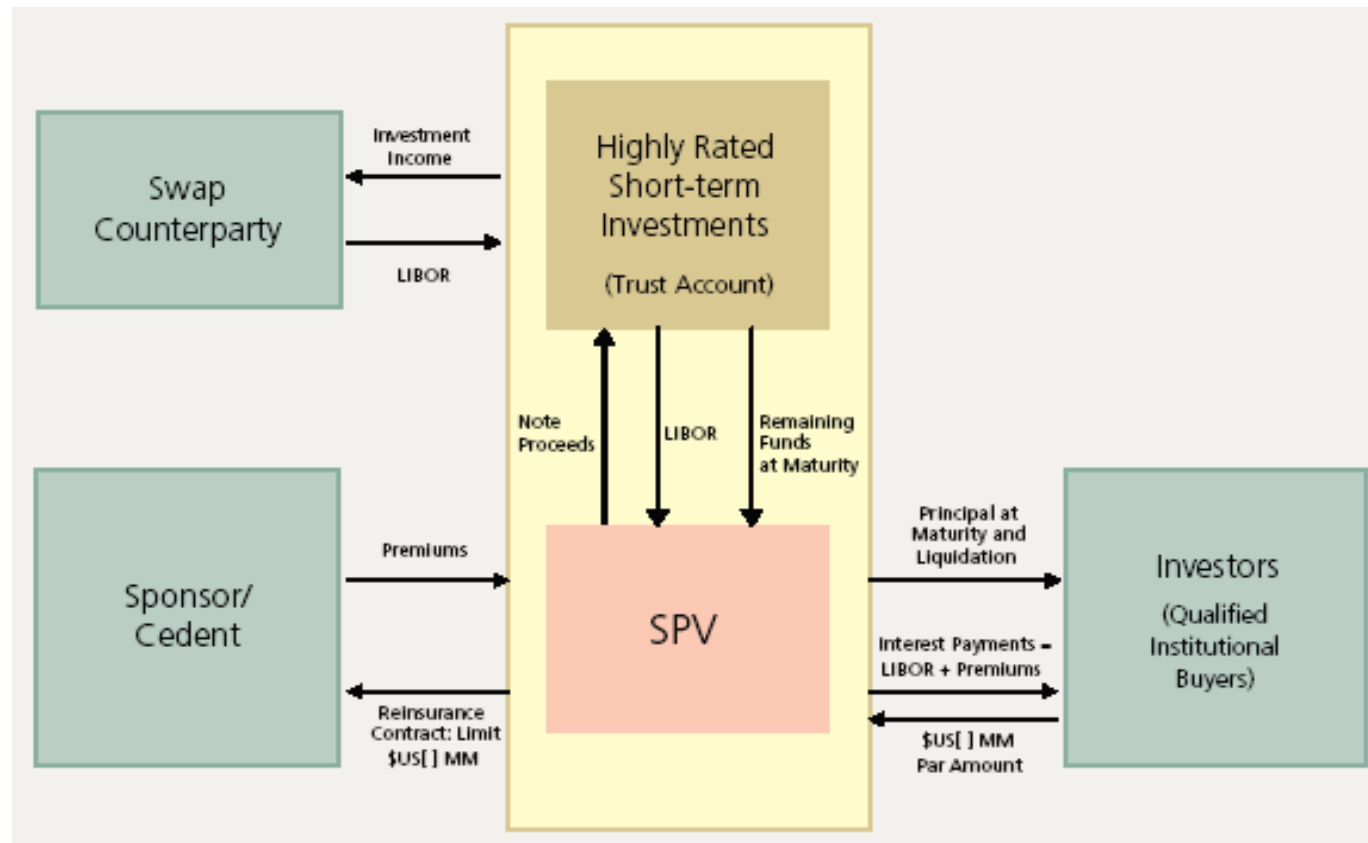 Investment
Income
Swap
Counterparty
LIBOR
Highly Rated
Short-term
Investments
(Trust Account)
Note
Proceeds
LIBOR
Remaining
Funds
at Maturity
Premiums
Sponsor/
Cedent
Reinsurance
Contract: Limit
$US[ ] MM
SPV
Principal at
Maturity and
Liquidation
Interest Payments –
LIBOR + Premiums
$US[ ] MM
Par Amount
Investors
(Qualified
Institutional
Buyers)